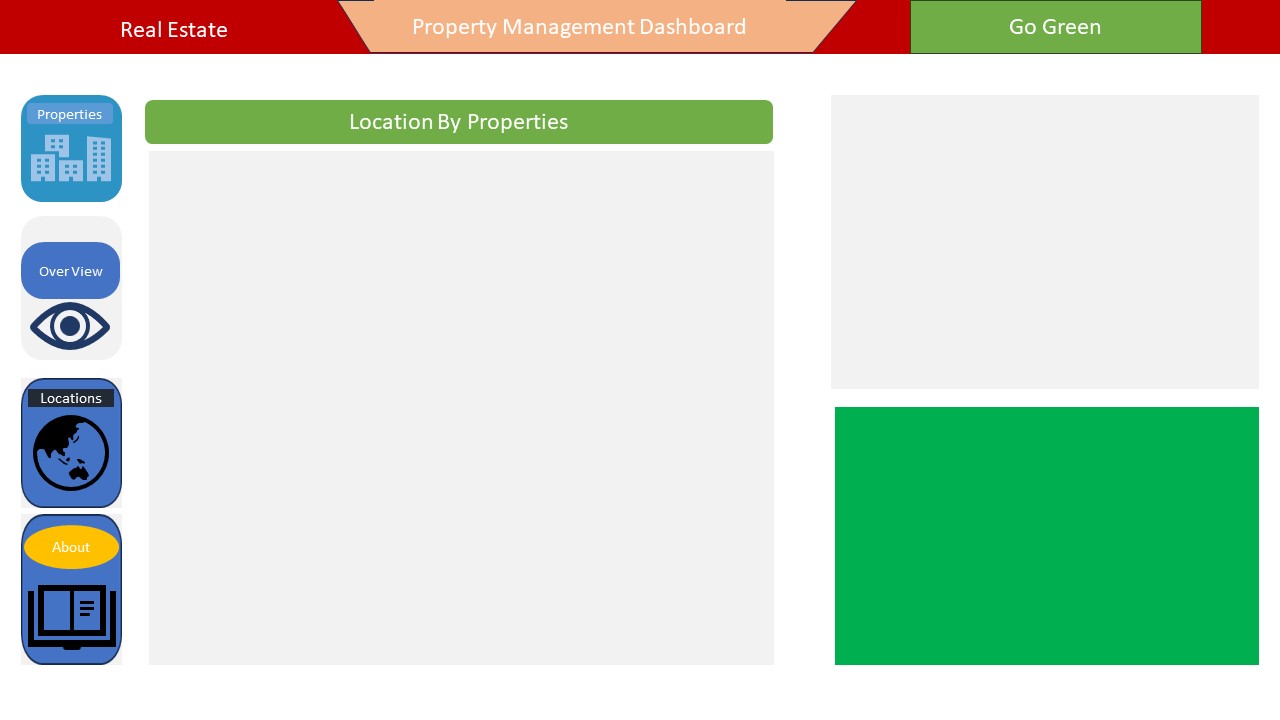 Real Estate
Property Management Dashboard
Go Green
Properties
Location By Properties
Over View
Locations
About